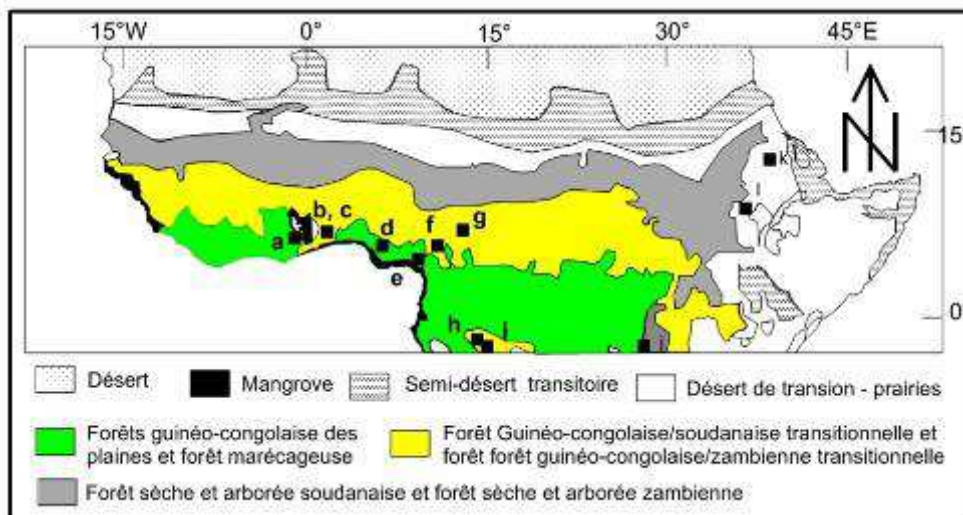 15°W 0° 15° 30° 45°E
15
k
N
l
b, c
d
f
g
a
e
0
h
i
Désert
Mangrove
Semi-désert transitoire
Désert de transion - prairies
Forêts guinéo-congolaise des
plaines et forêt marécageuse
Forêt Guinéo-congolaise/soudanaise transitionnelle et
forêt forêt guinéo-congolaise/zambienne transitionnelle
Forêt sèche et arborée soudanaise et forêt sèche et arborée zambienne